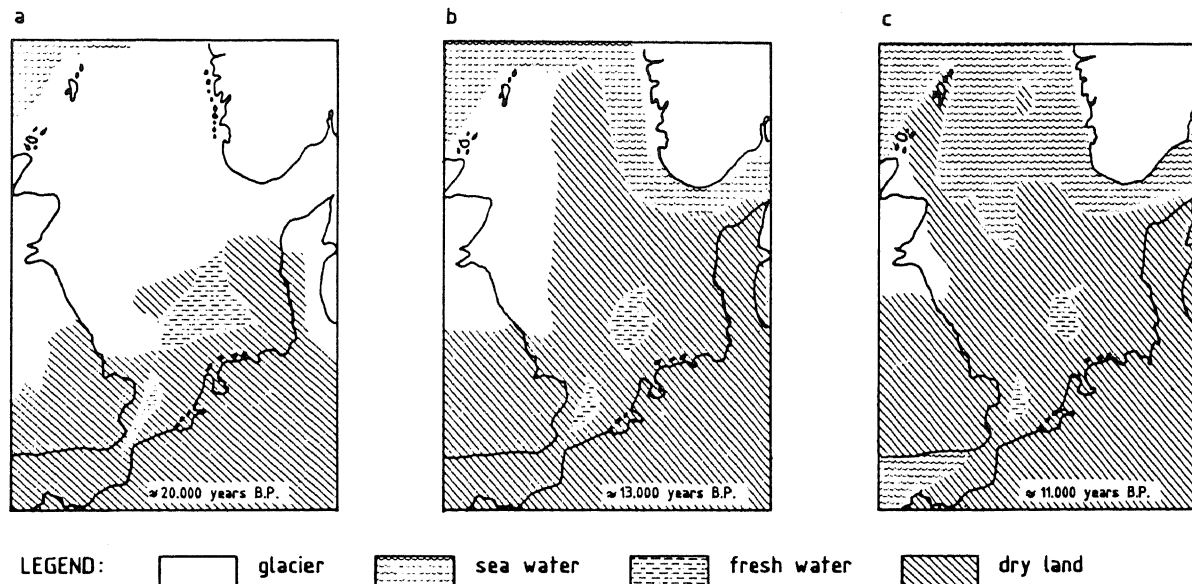 a
b
c
≈20.000 years B.P.
≈13.000 years B.P.
≈11.000 years B.P.
LEGEND: glacier sea water fresh water dry land